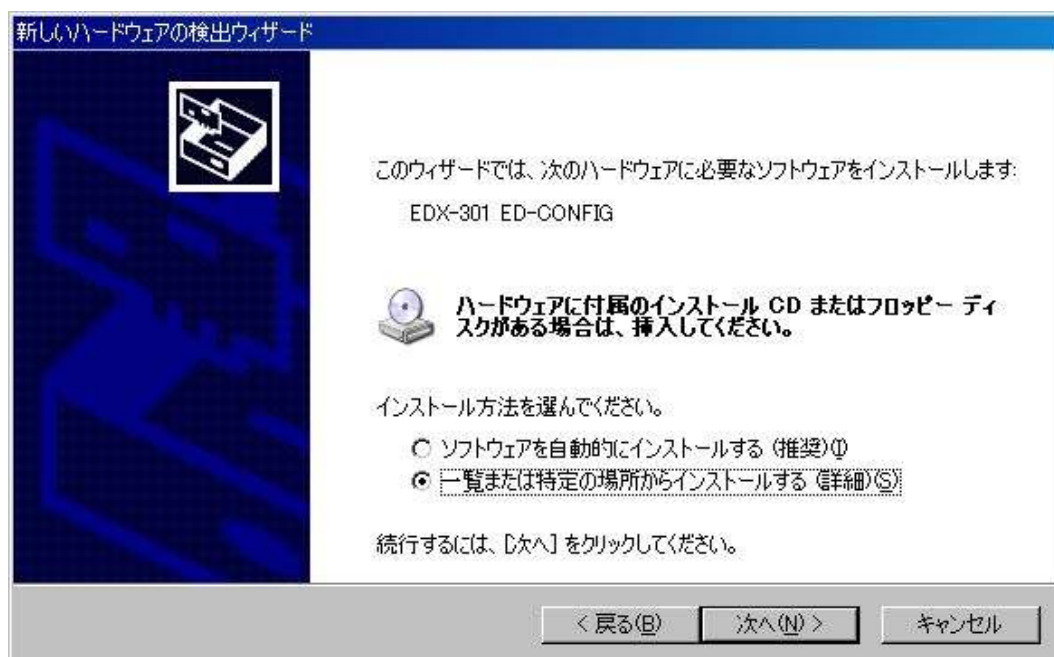 新しいハードウェアの検出ウィザード
このウィザードでは、次のハードウェアに必要なソフトウェアをインストールします:
EDX-301 ED-CONFIG
ハードウェアに付属のインストール CD またはフロッピー ディ
スクがある場合は、挿入してください。
インストール方法を選んでください。
ソフトウェアを自動的にインストールする (推奨)(I)
一覧または特定の場所からインストールする (詳細)(S)
続行するには、[次へ] をクリックしてください。
< 戻る(B) 次へ(N) > キャンセル